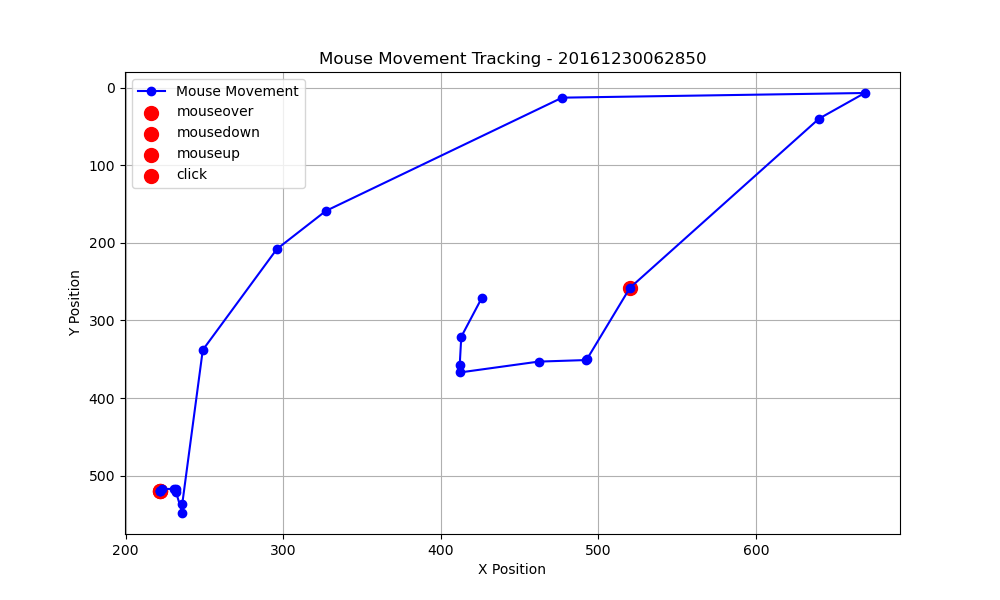 Mouse Movement Tracking - 20161230062850
Mouse Movement
mouseover
mousedown
mouseup
click
Y Position
0
100
200
300
400
500
200 300 400 500 600
X Position